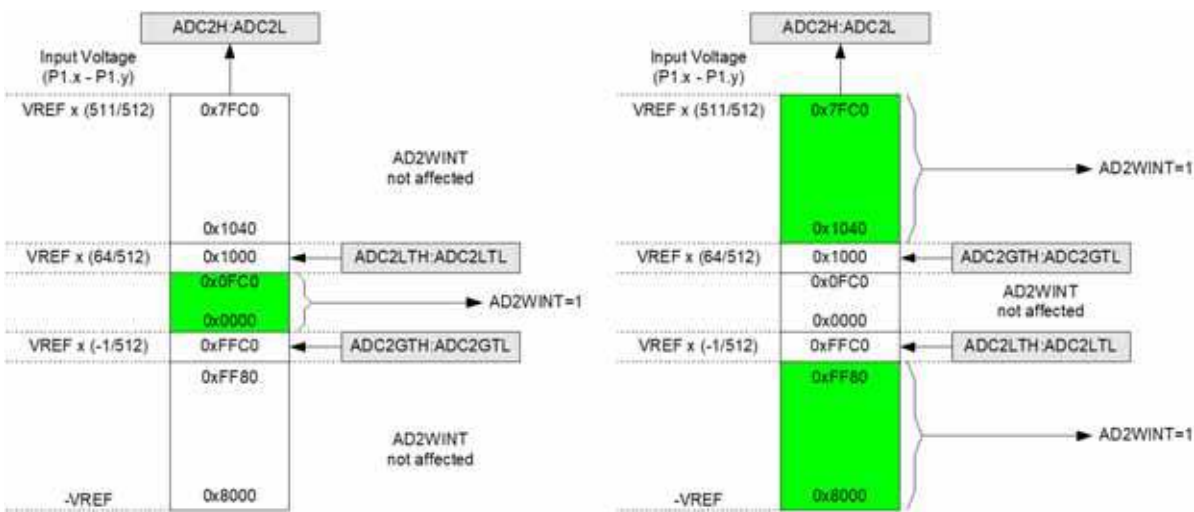 ADC2H:ADC2L
Input Voltage
(P1.x - P1.y)
VREF x (511/512)
0x7FC0
AD2WINT
not affected
0x1040
VREF x (64/512)
0x1000
ADC2LTH:ADC2LTL
0x0FC0
AD2WINT=1
0x0000
VREF x (-1/512)
0xFFC0
ADC2GTH:ADC2GTL
0xFF80
AD2WINT
not affected
-VREF
0x8000
ADC2H:ADC2L
Input Voltage
(P1.x - P1.y)
VREF x (511/512)
0x7FC0
AD2WINT=1
0x1040
VREF x (64/512)
0x1000
ADC2GTH:ADC2GTL
0x0FC0
AD2WINT
not affected
0x0000
VREF x (-1/512)
0xFFC0
ADC2LTH:ADC2LTL
0xFF80
AD2WINT=1
-VREF
0x8000